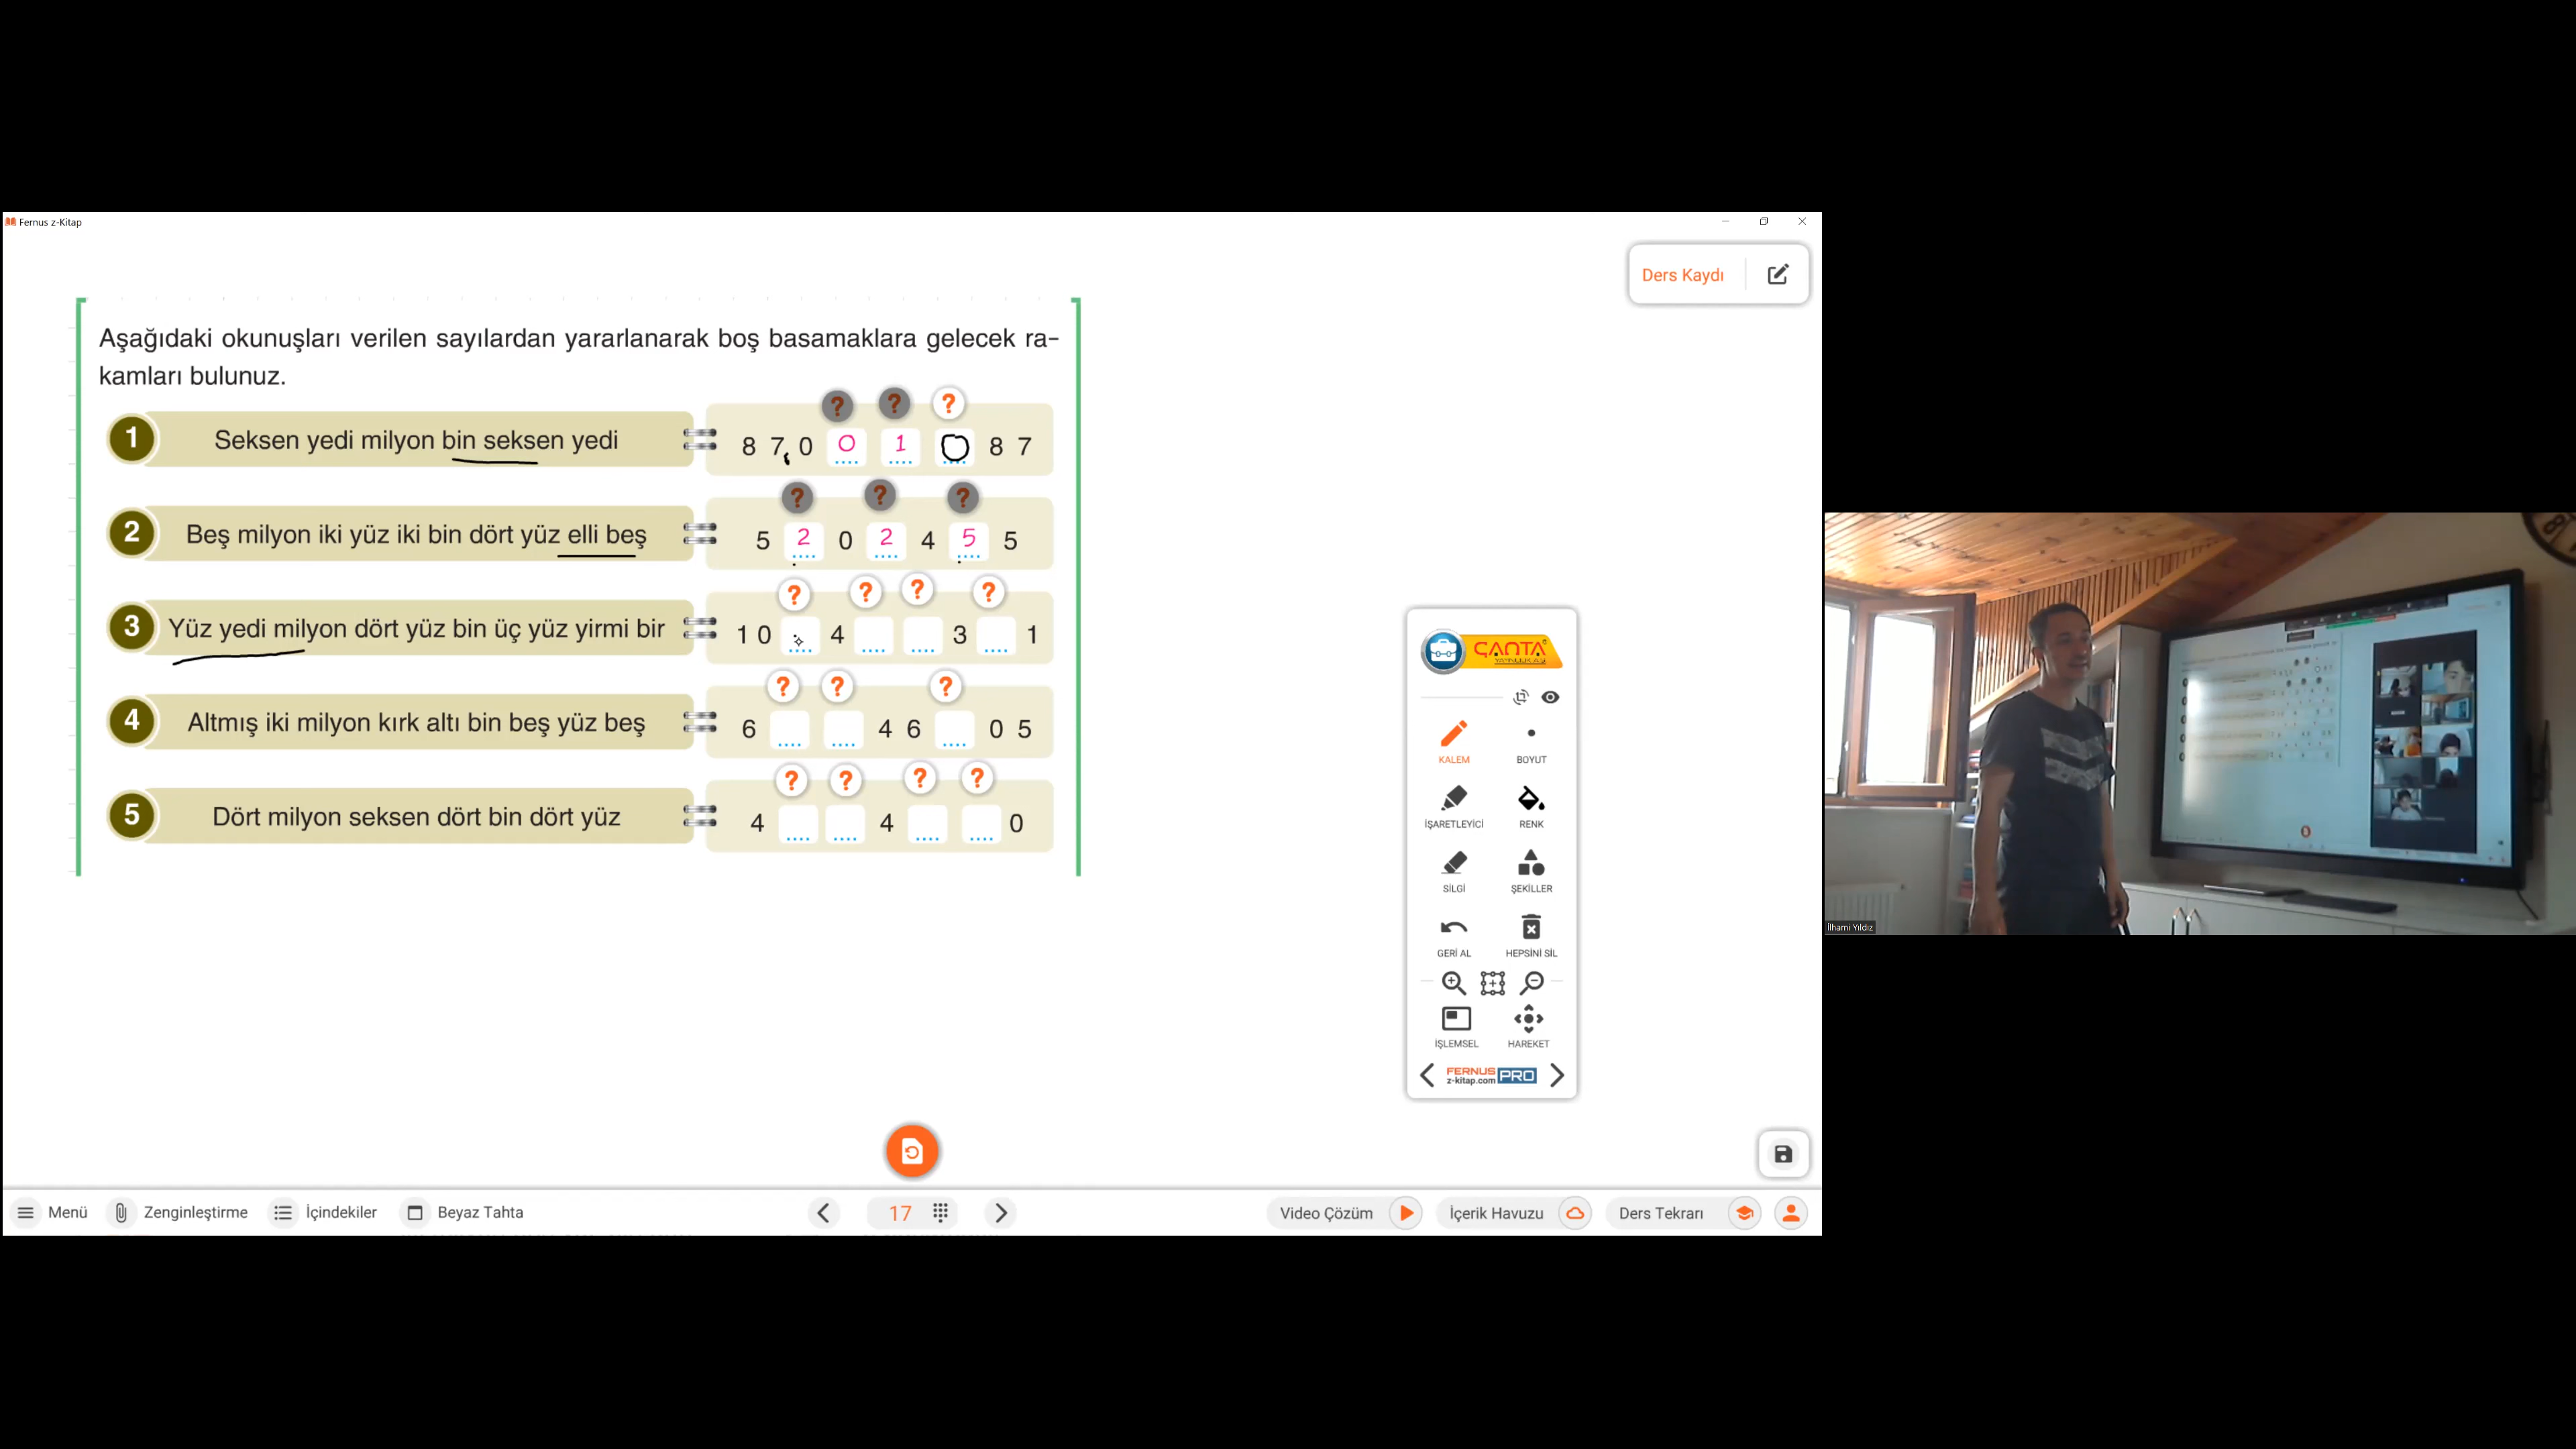 Fernus z-Kitap
Ders Kaydı
Aşağıdaki okunuşları verilen sayılardan yararlanarak boş basamaklara gelecek ra-
kamları bulunuz.
? ? ?
1 Seksen yedi milyon bin seksen yedi 8 7, 0 0 1 0 8 7
? ? ?
2 Beş milyon iki yüz iki bin dört yüz elli beş 5 2 0 2 4 5 5
? ? ? ?
3 Yüz yedi milyon dört yüz bin üç yüz yirmi bir 1 0 .... 4 .... .... 3 .... 1
? ? ?
4 Altmış iki milyon kırk altı bin beş yüz beş 6 .... .... 4 6 .... 0 5
? ? ? ?
5 Dört milyon seksen dört bin dört yüz 4 .... .... 4 .... .... 0
ÇANTA
YAYINCILIK A.Ş.
KALEM BOYUT
İŞARETLEYİCİ RENK
SİLGİ ŞEKİLLER
GERİ AL HEPSİNİ SİL
İŞLEMSEL HAREKET
FERNUS
z-kitap.com PRO
İlhami Yıldız
Menü Zenginleştirme İçindekiler Beyaz Tahta 17 Video Çözüm İçerik Havuzu Ders Tekrarı